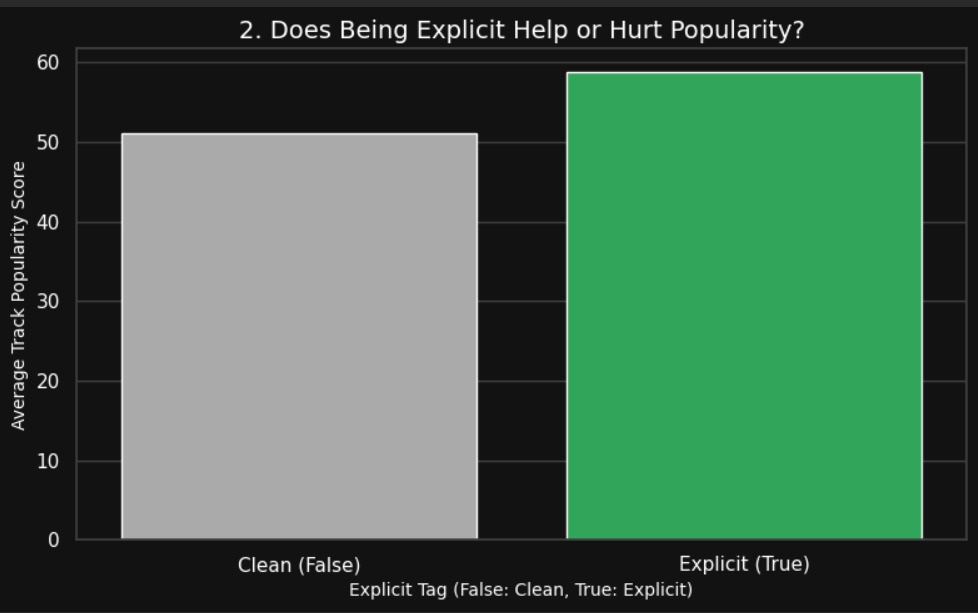 2. Does Being Explicit Help or Hurt Popularity?
Average Track Popularity Score
60
50
40
30
20
10
0
Clean (False)
Explicit (True)
Explicit Tag (False: Clean, True: Explicit)